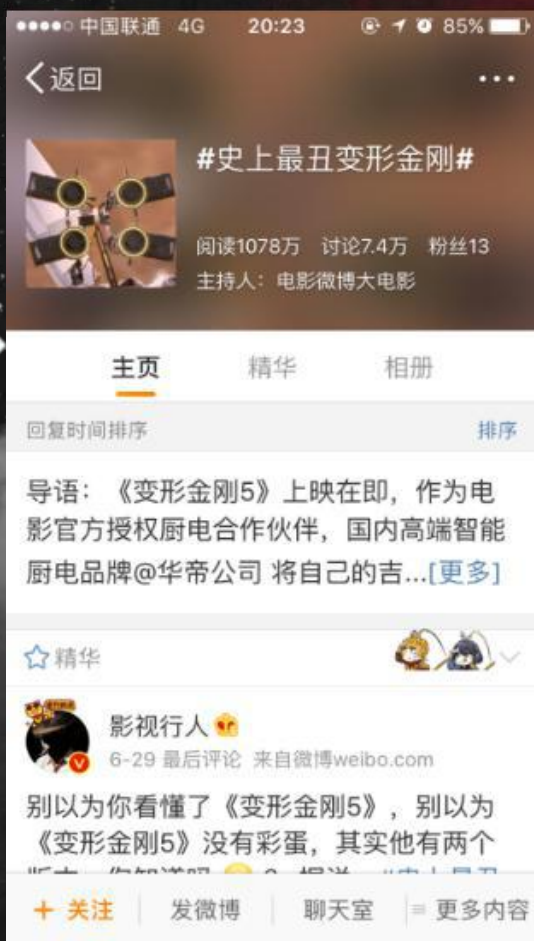 中国联通 4G 20:23 85%
返回
#史上最丑变形金刚#
阅读1078万 讨论7.4万 粉丝13
主持人：电影微博大电影
主页 精华 相册
回复时间排序 排序
导语：《变形金刚5》上映在即，作为电
影官方授权厨电合作伙伴，国内高端智能
厨电品牌@华帝公司 将自己的吉...[更多]
精华
影视行人
6-29 最后评论 来自微博weibo.com
别以为你看懂了《变形金刚5》，别以为
《变形金刚5》没有彩蛋，其实他有两个
+ 关注 发微博 聊天室 更多内容